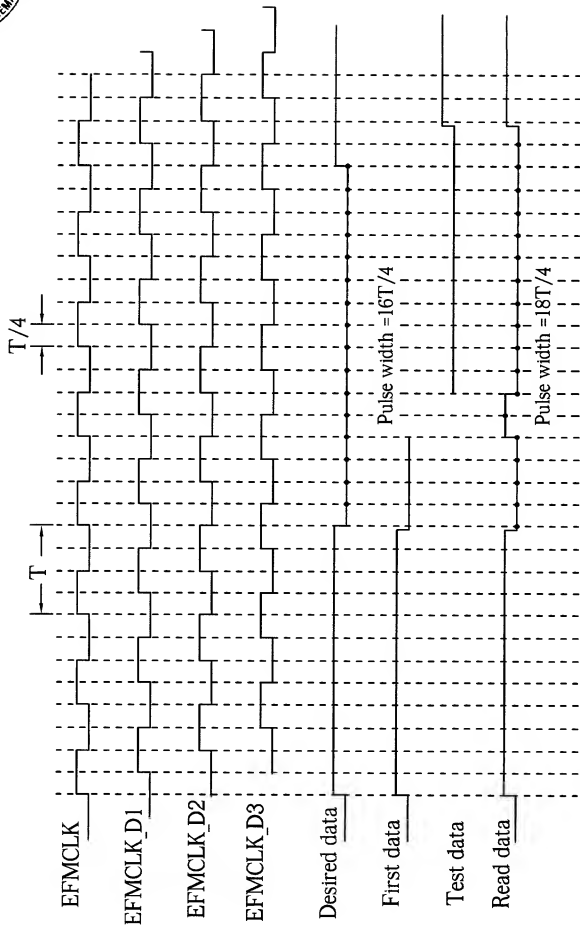 T
T/4
EFMCLK
EFMCLK_D1
EFMCLK_D2
EFMCLK_D3
Desired data
First data
Pulse width =16T/4
Test data
Read data
Pulse width =18T/4